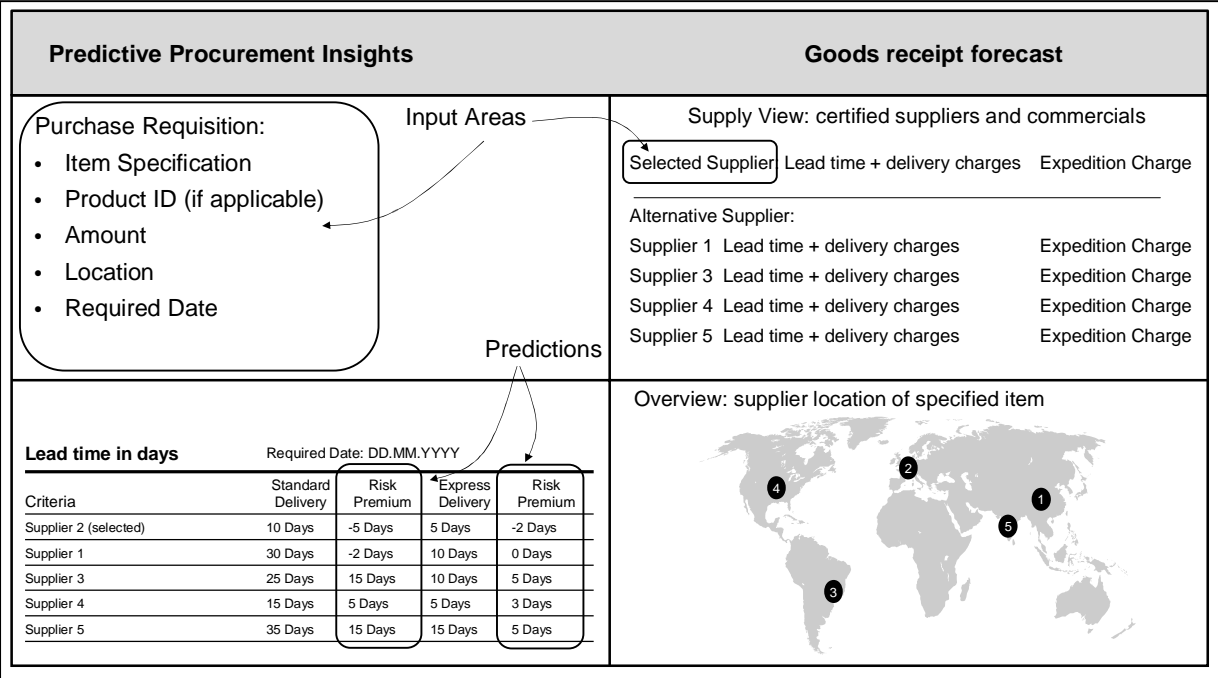 Predictive Procurement Insights
Goods receipt forecast
Purchase Requisition:
• Item Specification
• Product ID (if applicable)
• Amount
• Location
• Required Date
Input Areas
Predictions
Supply View: certified suppliers and commercials
Selected Supplier: Lead time + delivery charges Expedition Charge
Alternative Supplier:
Supplier 1 Lead time + delivery charges Expedition Charge
Supplier 3 Lead time + delivery charges Expedition Charge
Supplier 4 Lead time + delivery charges Expedition Charge
Supplier 5 Lead time + delivery charges Expedition Charge
Lead time in days Required Date: DD.MM.YYYY
Criteria Standard Delivery Risk Premium Express Delivery Risk Premium
Supplier 2 (selected) 10 Days -5 Days 5 Days -2 Days
Supplier 1 30 Days -2 Days 10 Days 0 Days
Supplier 3 25 Days 15 Days 10 Days 5 Days
Supplier 4 15 Days 5 Days 5 Days 3 Days
Supplier 5 35 Days 15 Days 15 Days 5 Days
Overview: supplier location of specified item
2
4
1
5
3